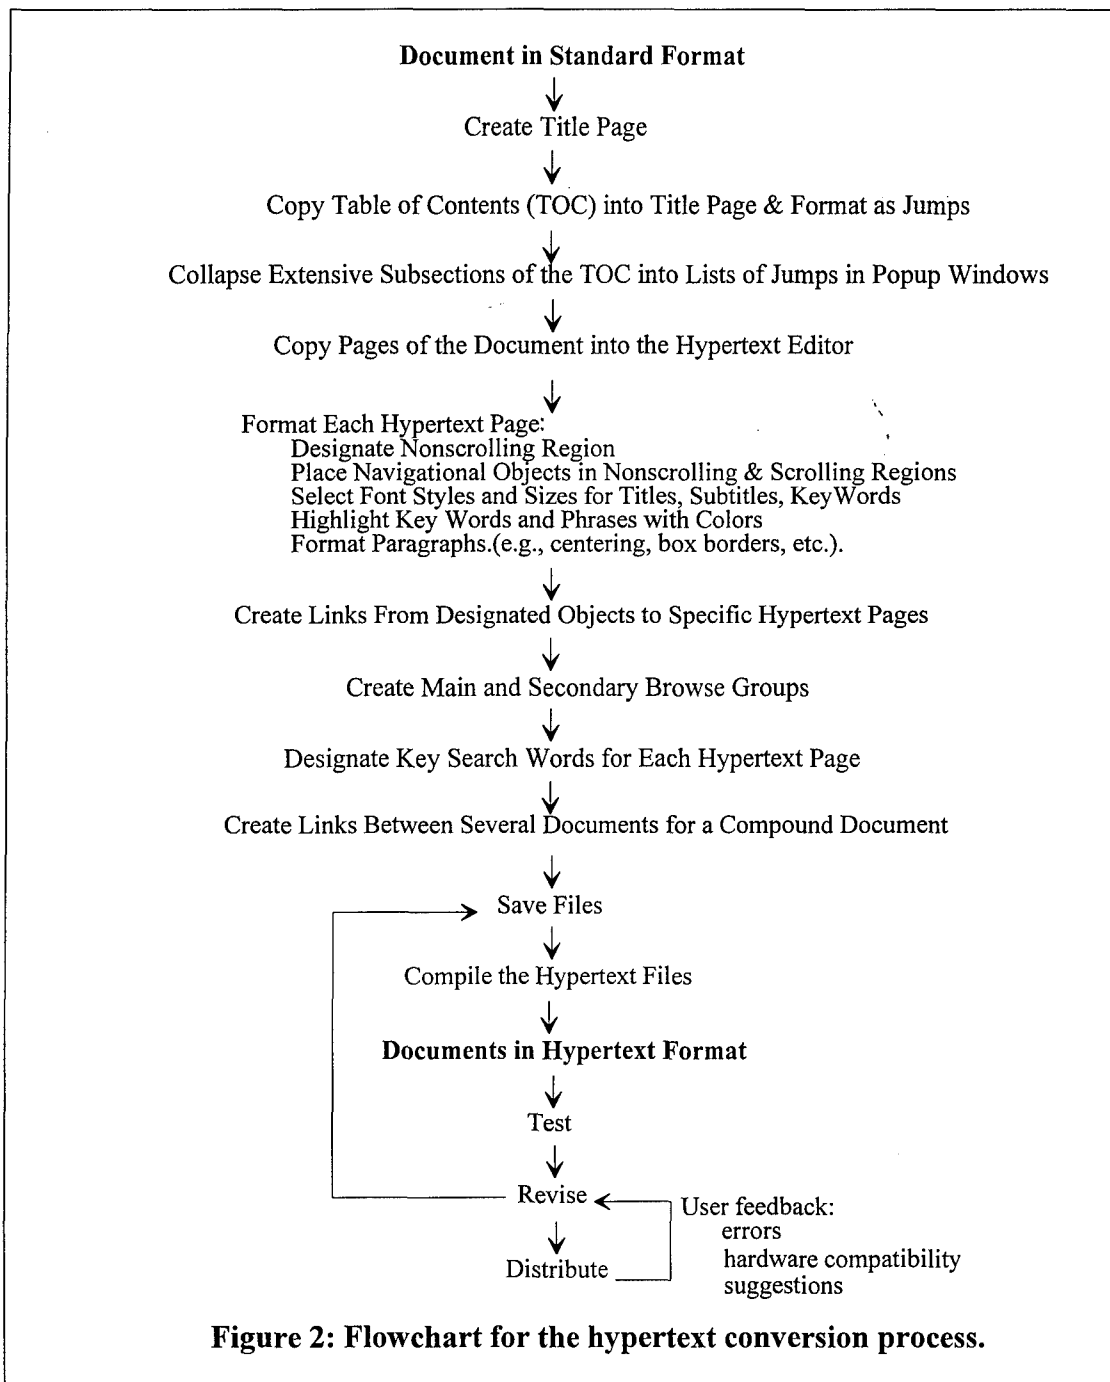 Document in Standard Format
Create Title Page
Copy Table of Contents (TOC) into Title Page & Format as Jumps
Collapse Extensive Subsections of the TOC into Lists of Jumps in Popup Windows
Copy Pages of the Document into the Hypertext Editor
Format Each Hypertext Page:
Designate Nonscrolling Region
Place Navigational Objects in Nonscrolling & Scrolling Regions
Select Font Styles and Sizes for Titles, Subtitles, KeyWords
Highlight Key Words and Phrases with Colors
Format Paragraphs.(e.g., centering, box borders, etc.).
Create Links From Designated Objects to Specific Hypertext Pages
Create Main and Secondary Browse Groups
Designate Key Search Words for Each Hypertext Page
Create Links Between Several Documents for a Compound Document
Save Files
Compile the Hypertext Files
Documents in Hypertext Format
Test
Revise
User feedback:
errors
hardware compatibility
suggestions
Distribute
Figure 2: Flowchart for the hypertext conversion process.